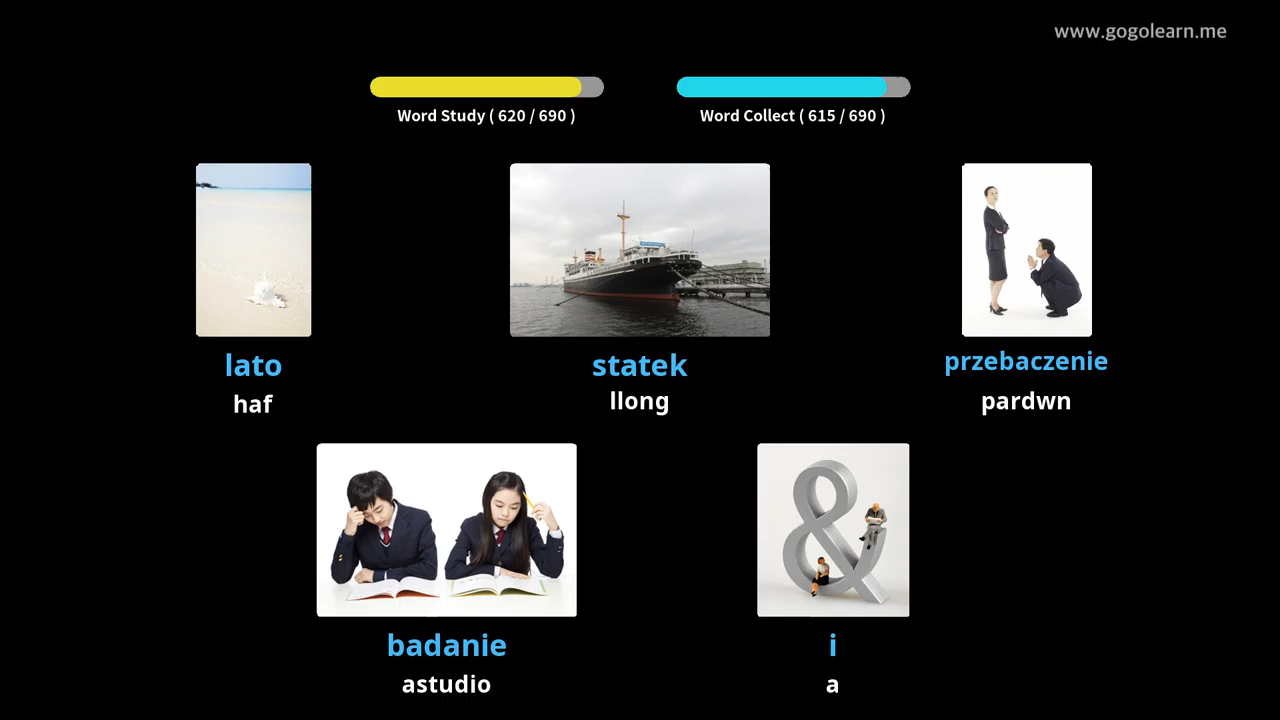 www.gogolearn.me
Word Study ( 620 / 690 )
Word Collect ( 615 / 690 )
lato
haf
statek
llong
przebaczenie
pardwn
badanie
astudio
i
a